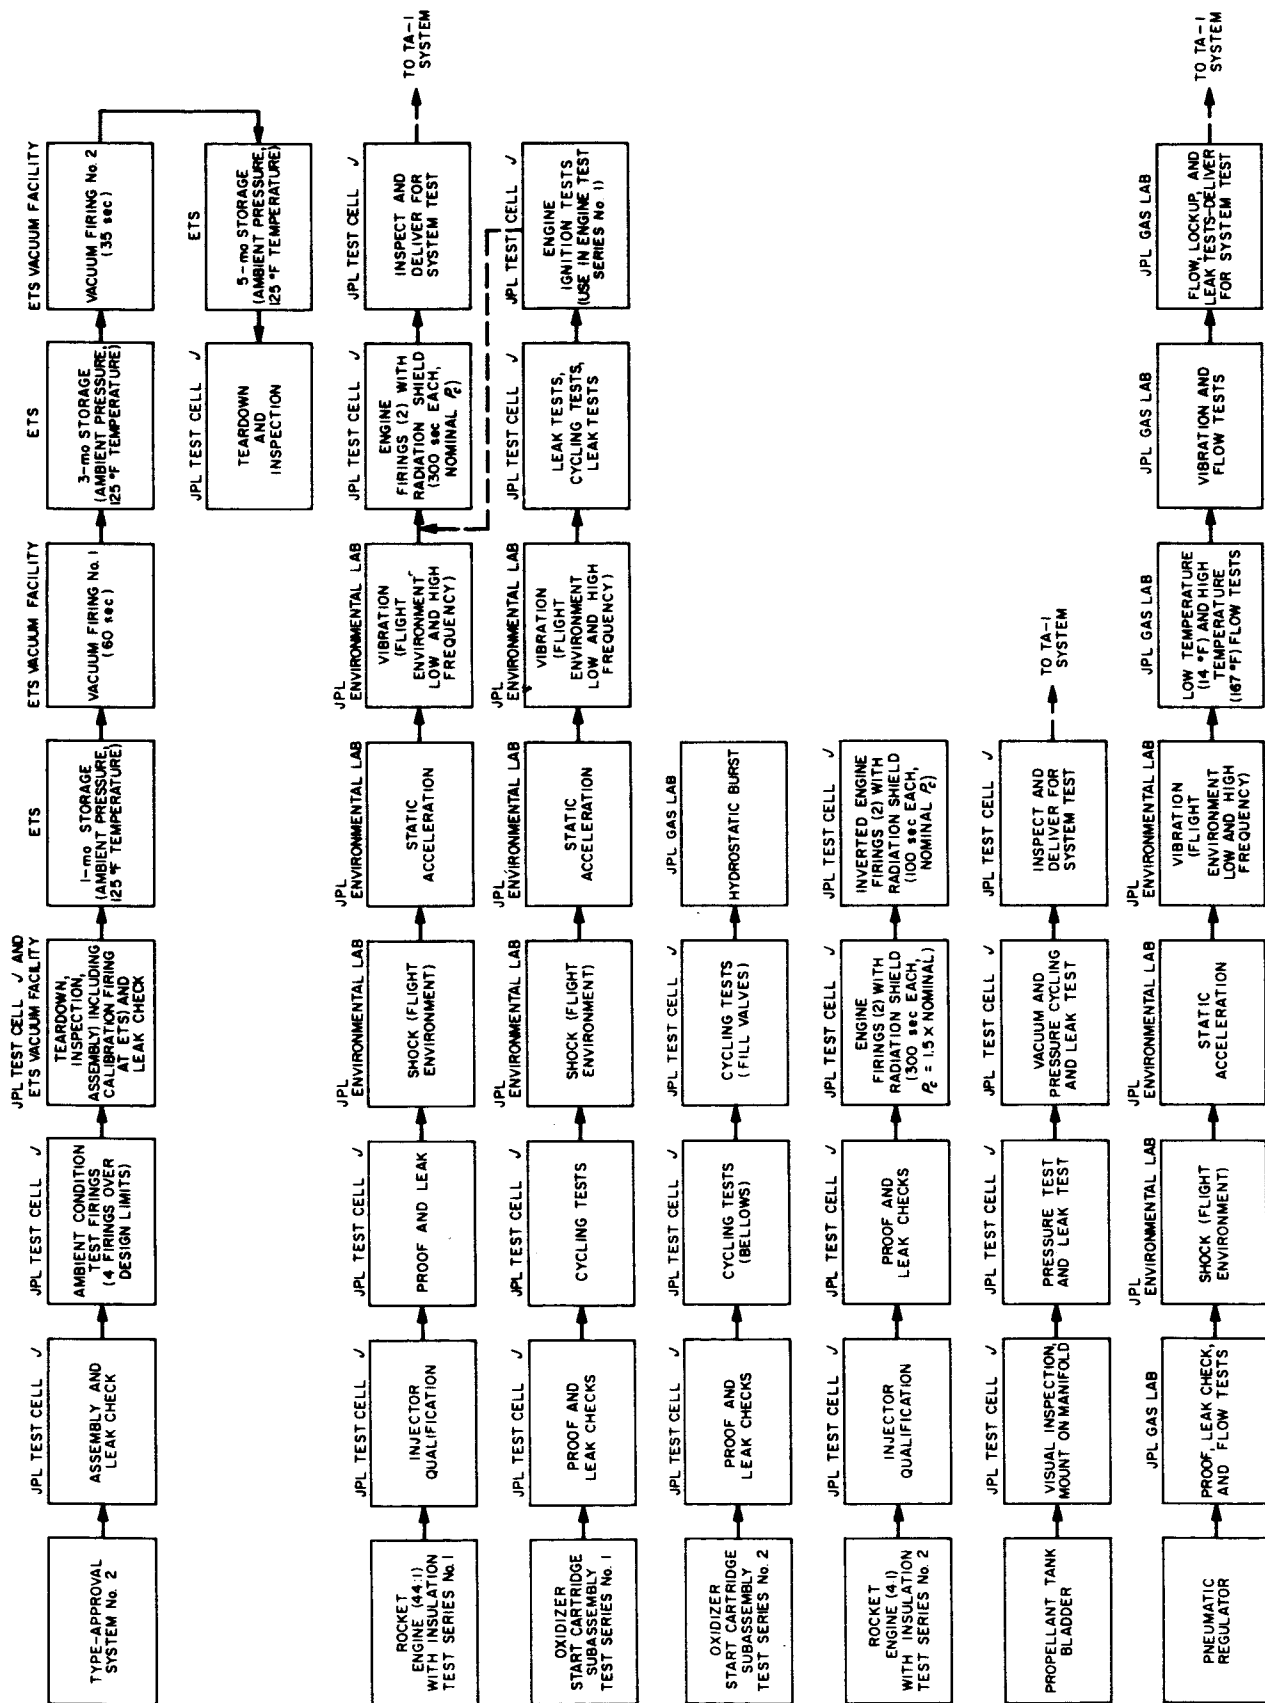 TYPE-APPROVAL
SYSTEM No. 2
JPL TEST CELL ✓
ASSEMBLY AND
LEAK CHECK
JPL TEST CELL ✓
AMBIENT CONDITION
TEST FIRINGS
(4 FIRINGS OVER
DESIGN LIMITS)
JPL TEST CELL ✓ AND
ETS VACUUM FACILITY
TEARDOWN,
INSPECTION,
ASSEMBLY) INCLUDING
CALIBRATION FIRING
AT ETS) AND
LEAK CHECK
ETS
1-mo STORAGE
(AMBIENT PRESSURE,
125 °F TEMPERATURE)
ETS VACUUM FACILITY
VACUUM FIRING No. 1
(60 sec)
ETS
3-mo STORAGE
(AMBIENT PRESSURE,
125 °F TEMPERATURE)
ETS VACUUM FACILITY
VACUUM FIRING No. 2
(35 sec)
ETS
5-mo STORAGE
(AMBIENT PRESSURE,
125 °F TEMPERATURE)
JPL TEST CELL ✓
TEARDOWN
AND
INSPECTION
ROCKET
ENGINE (44:1)
WITH INSULATION
TEST SERIES No. 1
JPL TEST CELL ✓
INJECTOR
QUALIFICATION
JPL TEST CELL ✓
PROOF AND LEAK
JPL
ENVIRONMENTAL LAB
SHOCK (FLIGHT
ENVIRONMENT)
JPL
ENVIRONMENTAL LAB
STATIC
ACCELERATION
JPL
ENVIRONMENTAL LAB
VIBRATION
(FLIGHT
ENVIRONMENT
LOW AND HIGH
FREQUENCY)
JPL TEST CELL ✓
ENGINE
FIRINGS (2) WITH
RADIATION SHIELD
(300 sec EACH,
NOMINAL Pc)
JPL TEST CELL ✓
INSPECT AND
DELIVER FOR
SYSTEM TEST
TO TA-1
SYSTEM
OXIDIZER
START CARTRIDGE
SUBASSEMBLY
TEST SERIES No. 1
JPL TEST CELL ✓
PROOF AND
LEAK CHECKS
JPL TEST CELL ✓
CYCLING TESTS
JPL
ENVIRONMENTAL LAB
SHOCK (FLIGHT
ENVIRONMENT)
JPL
ENVIRONMENTAL LAB
STATIC
ACCELERATION
JPL
ENVIRONMENTAL LAB
VIBRATION
(FLIGHT
ENVIRONMENT
LOW AND HIGH
FREQUENCY)
JPL TEST CELL ✓
LEAK TESTS,
CYCLING TESTS,
LEAK TESTS
JPL TEST CELL ✓
ENGINE
IGNITION TESTS
(USE IN ENGINE TEST
SERIES No. 1)
OXIDIZER
START CARTRIDGE
SUBASSEMBLY
TEST SERIES No. 2
JPL TEST CELL ✓
PROOF AND
LEAK CHECKS
JPL TEST CELL ✓
CYCLING TESTS
(BELLOWS)
JPL TEST CELL ✓
CYCLING TESTS
(FILL VALVES)
JPL GAS LAB
HYDROSTATIC BURST
ROCKET
ENGINE (4:1)
WITH INSULATION
TEST SERIES No. 2
JPL TEST CELL ✓
INJECTOR
QUALIFICATION
JPL TEST CELL ✓
PROOF AND
LEAK CHECKS
JPL TEST CELL ✓
ENGINE
FIRINGS (2) WITH
RADIATION SHIELD
(300 sec EACH,
Pc = 1.5 x NOMINAL)
JPL TEST CELL ✓
INVERTED ENGINE
FIRINGS (2) WITH
RADIATION SHIELD
(100 sec EACH,
NOMINAL Pc)
PROPELLANT TANK
BLADDER
JPL TEST CELL ✓
VISUAL INSPECTION,
MOUNT ON MANIFOLD
JPL TEST CELL ✓
PRESSURE TEST
AND LEAK TEST
JPL TEST CELL ✓
VACUUM AND
PRESSURE CYCLING
AND LEAK TEST
JPL TEST CELL ✓
INSPECT AND
DELIVER FOR
SYSTEM TEST
TO TA-1
SYSTEM
PNEUMATIC
REGULATOR
JPL GAS LAB
PROOF, LEAK CHECK,
AND FLOW TESTS
JPL
ENVIRONMENTAL LAB
SHOCK (FLIGHT
ENVIRONMENT)
JPL
ENVIRONMENTAL LAB
STATIC
ACCELERATION
JPL
ENVIRONMENTAL LAB
VIBRATION
(FLIGHT
ENVIRONMENT
LOW AND HIGH
FREQUENCY)
JPL GAS LAB
LOW TEMPERATURE
(14 °F) AND HIGH
TEMPERATURE
(167 °F) FLOW TESTS
JPL GAS LAB
VIBRATION AND
FLOW TESTS
JPL GAS LAB
FLOW, LOCKUP, AND
LEAK TESTS-DELIVER
FOR SYSTEM TEST
TO TA-1
SYSTEM